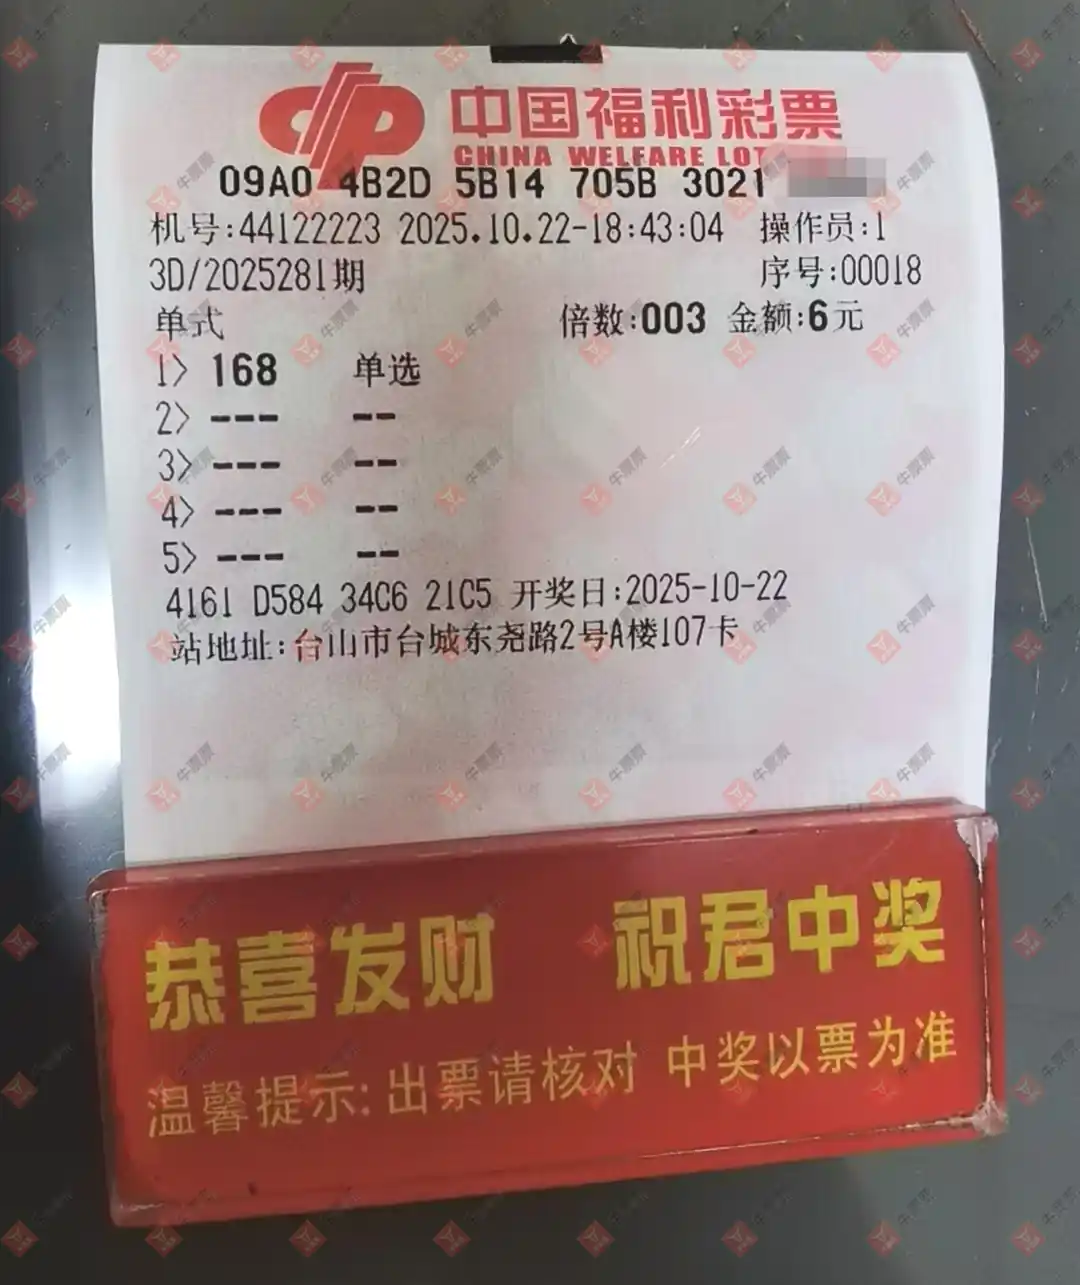 中国福利彩票
CHINA WELFARE LOT
09A0 4B2D 5B14 705B 3021
机号:44122223 2025.10.22-18:43:04 操作员:1
3D/2025281期 序号:00018
单式 倍数:003 金额:6元
1> 168 单选
2> --- --
3> --- --
4> --- --
5> --- --
4161 D584 34C6 21C5 开奖日:2025-10-22
站地址:台山市台城东尧路2号A楼107卡
恭喜发财 祝君中奖
温馨提示:出票请核对 中奖以票为准
牛票票